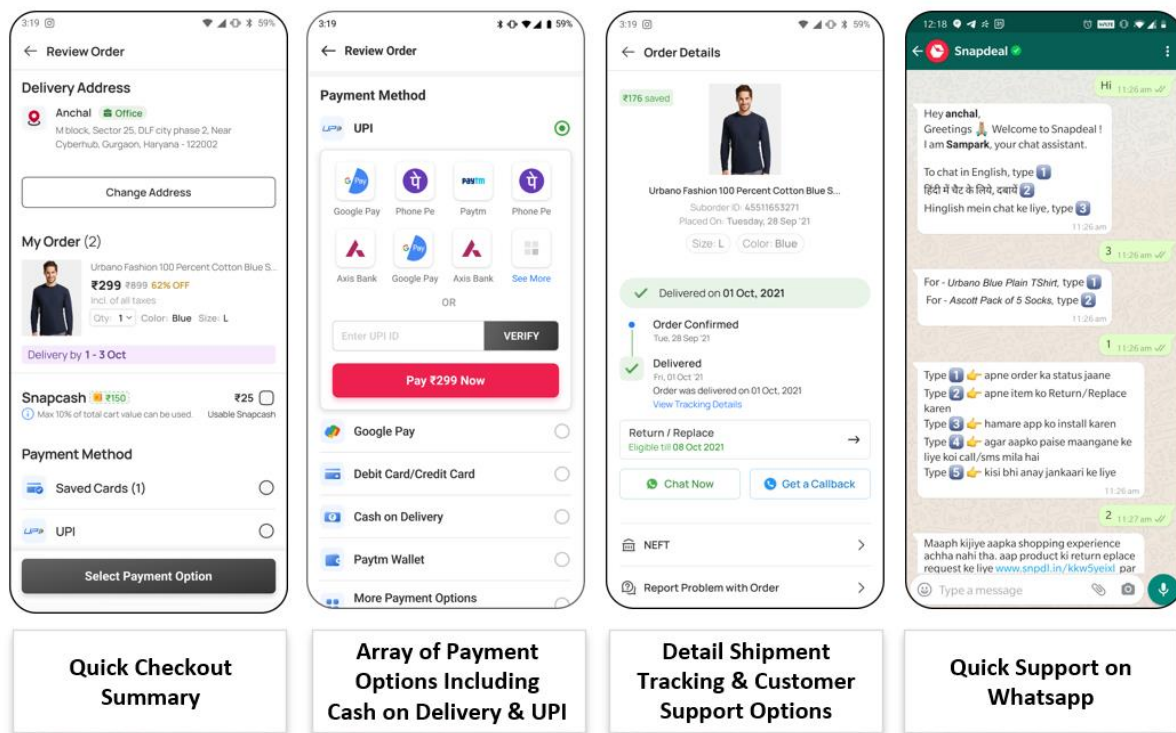 3:19
59%
← Review Order
Delivery Address
Anchal
Office
M block, Sector 25, DLF city phase 2, Near
Cyberhub, Gurgaon, Haryana - 122002
Change Address
My Order (2)
Urbano Fashion 100 Percent Cotton Blue S...
₹299 ₹899 62% OFF
Incl. of all taxes
Qty: 1 Color: Blue Size: L
Delivery by 1 - 3 Oct
Snapcash ₹150 ₹25
Max 10% of total cart value can be used. Usable Snapcash
Payment Method
Saved Cards (1)
UPI UPI
Select Payment Option
Quick Checkout
Summary
3:19
59%
← Review Order
Payment Method
UPI UPI
G Pay
Paytm
G Pay
Google Pay Phone Pe Paytm Phone Pe
Axis Bank Google Pay Axis Bank See More
OR
Enter UPI ID VERIFY
Pay ₹299 Now
Google Pay
Debit Card/Credit Card
Cash on Delivery
Paytm Wallet
More Payment Options
Array of Payment
Options Including
Cash on Delivery & UPI
3:19
59%
← Order Details
₹176 saved
Urbano Fashion 100 Percent Cotton Blue S...
Suborder ID: 45511653271
Placed On: Tuesday, 28 Sep '21
Size: L Color: Blue
Delivered on 01 Oct, 2021
Order Confirmed
Tue, 28 Sep '21
Delivered
Fri, 01 Oct '21
Order was delivered on 01 Oct, 2021
View Tracking Details
Return / Replace →
Eligible till 08 Oct 2021
Chat Now Get a Callback
NEFT
Report Problem with Order
Detail Shipment
Tracking & Customer
Support Options
12:18
← Snapdeal
Hi 11:26 am
Hey anchal,
Greetings 🙏 Welcome to Snapdeal !
I am Sampark, your chat assistant.
To chat in English, type 1
हिंदी में चैट के लिये, दबायें 2
Hinglish mein chat ke liye, type 3
11:26 am
3 11:26 am
For - Urbano Blue Plain TShirt, type 1
For - Ascott Pack of 5 Socks, type 2
11:26 am
1 11:26 am
Type 1 👉 apne order ka status jaane
Type 2 👉 apne item ko Return/Replace
karen
Type 3 👉 hamare app ko install karen
Type 4 👉 agar aapko paise maangane ke
liye koi call/sms mila hai
Type 5 👉 kisi bhi anay jankaari ke liye
11:26 am
2 11:27 am
Maaph kijiye aapka shopping experience
achha nahi tha. aap product ki return eplace
request ke liye www.snpdl.in/kkw5yeixl par
Type a message
Quick Support on
Whatsapp